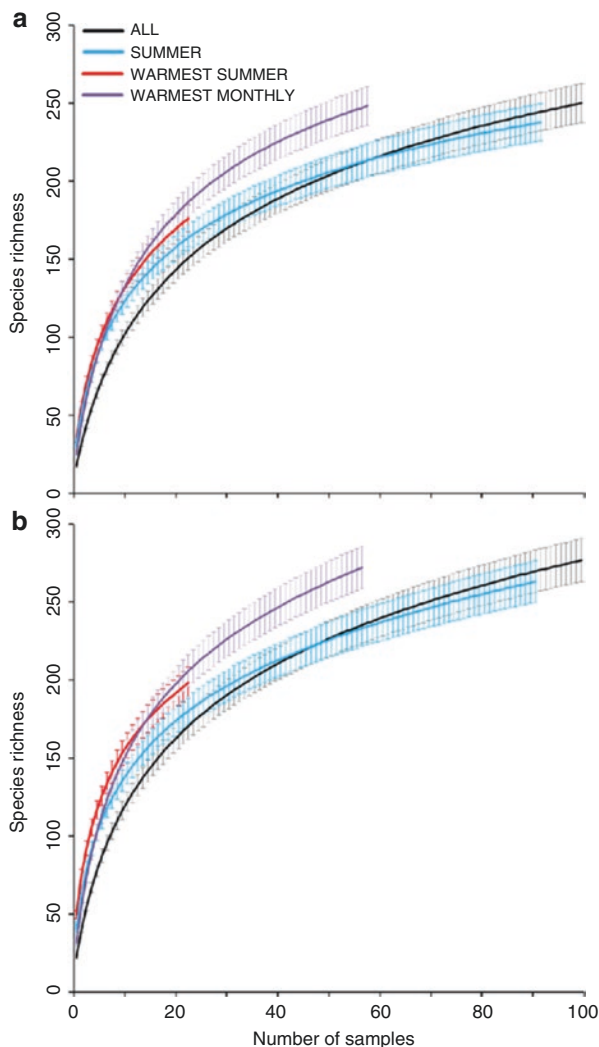 a
300
ALL
SUMMER
WARMEST SUMMER
WARMEST MONTHLY
250
200
150
100
50
0
Species richness
b
300
250
200
150
100
50
0
Species richness
0 20 40 60 80 100
Number of samples